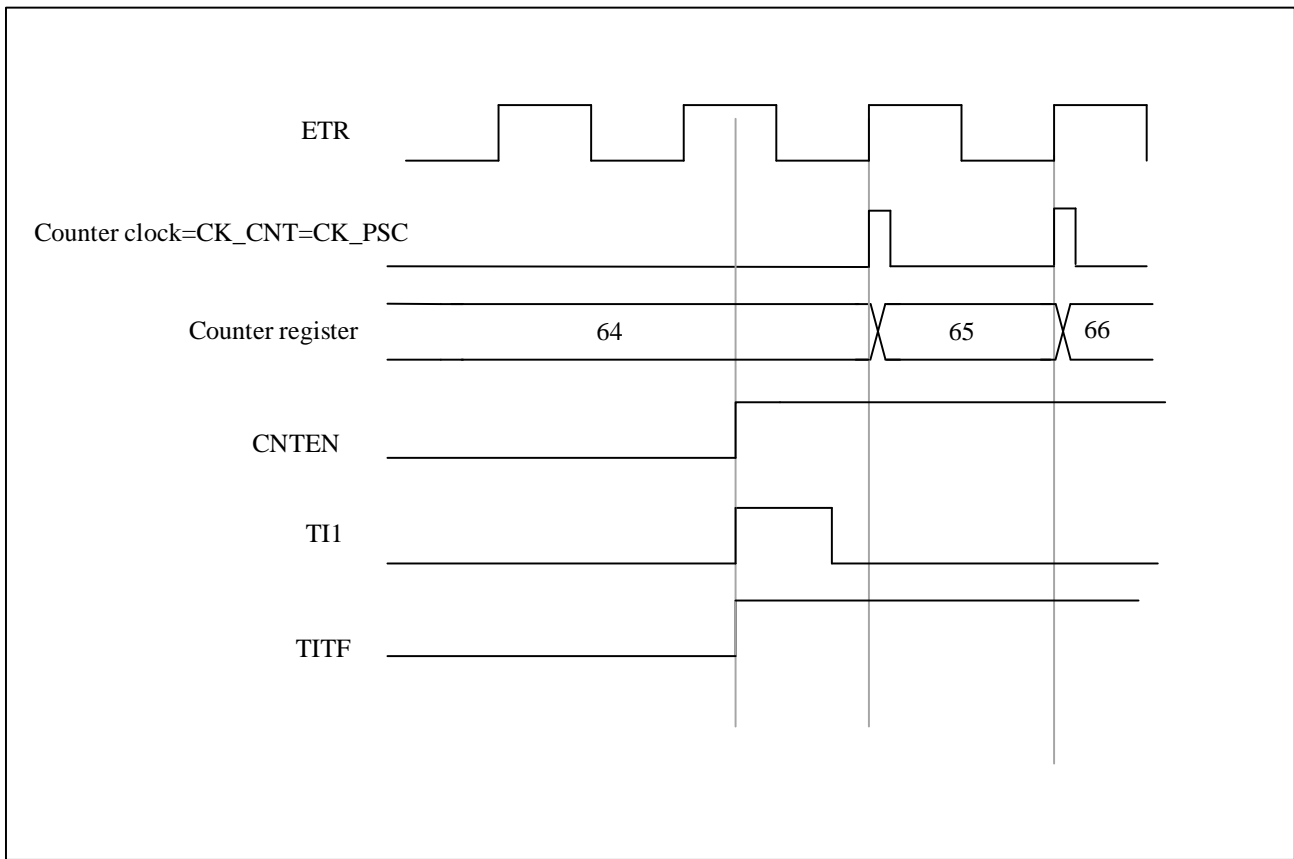 ETR
Counter clock=CK_CNT=CK_PSC
Counter register
64
65
66
CNTEN
TI1
TITF